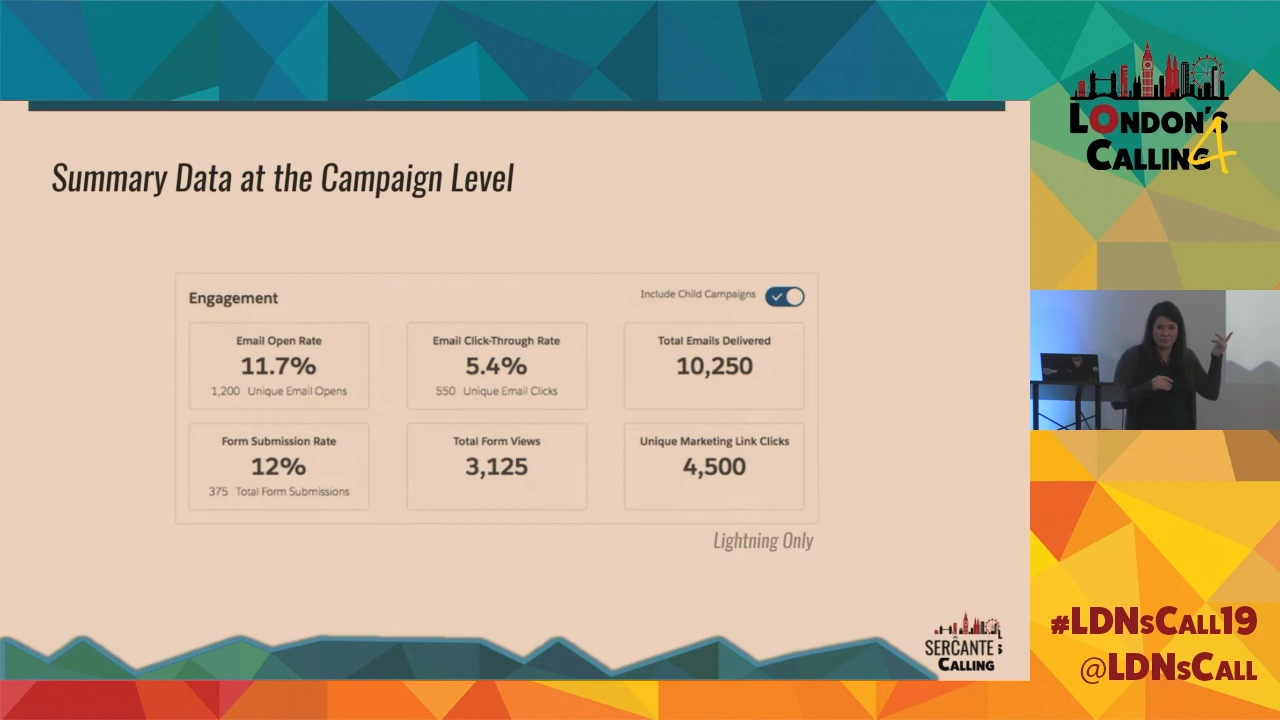 Summary Data at the Campaign Level
Engagement
Include Child Campaigns
Email Open Rate
11.7%
1,200 Unique Email Opens
Email Click-Through Rate
5.4%
550 Unique Email Clicks
Total Emails Delivered
10,250
Form Submission Rate
12%
375 Total Form Submissions
Total Form Views
3,125
Unique Marketing Link Clicks
4,500
Lightning Only
SERCANTE
CALLING
LONDON'S
CALLING
4
#LDNSCALL19
@LDNSCALL